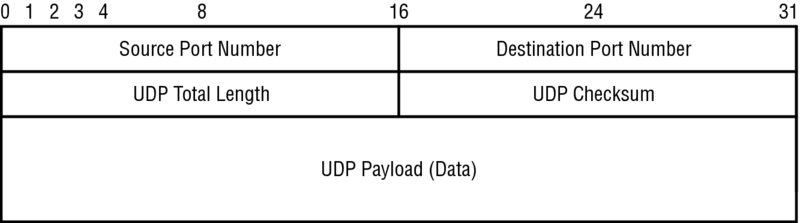 0 1 2 3 4 8 16 24 31
Source Port Number Destination Port Number
UDP Total Length UDP Checksum
UDP Payload (Data)